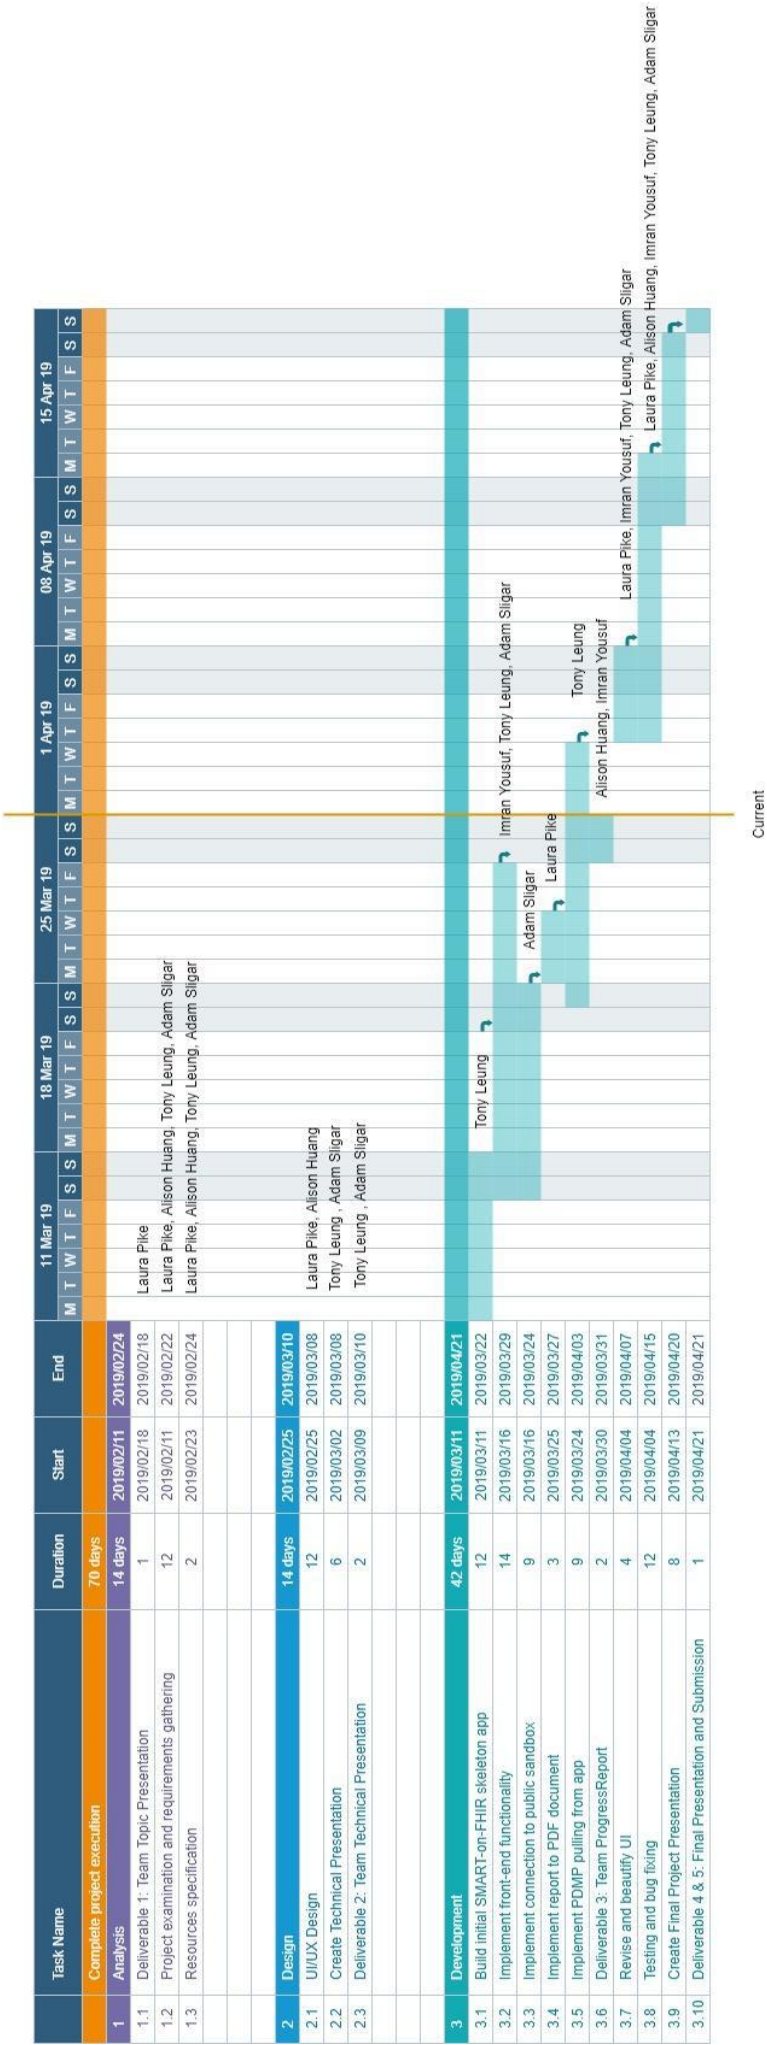 Task Name Duration Start End 11 Mar 19 18 Mar 19 25 Mar 19 1 Apr 19 08 Apr 19 15 Apr 19
M T W T F S S M T W T F S S M T W T F S S M T W T F S S M T W T F S S M T W T F S S
Complete project execution 70 days
1 Analysis 14 days 2019/02/11 2019/02/24
1.1 Deliverable 1: Team Topic Presentation 1 2019/02/18 2019/02/18 Laura Pike
1.2 Project examination and requirements gathering 12 2019/02/11 2019/02/22 Laura Pike, Alison Huang, Tony Leung, Adam Sligar
1.3 Resources specification 2 2019/02/23 2019/02/24 Laura Pike, Alison Huang, Tony Leung, Adam Sligar
2 Design 14 days 2019/02/25 2019/03/10
2.1 UI/UX Design 12 2019/02/25 2019/03/08 Laura Pike, Alison Huang
2.2 Create Technical Presentation 6 2019/03/02 2019/03/08 Tony Leung , Adam Sligar
2.3 Deliverable 2: Team Technical Presentation 2 2019/03/09 2019/03/10 Tony Leung , Adam Sligar
3 Development 42 days 2019/03/11 2019/04/21
3.1 Build initial SMART-on-FHIR skeleton app 12 2019/03/11 2019/03/22 Tony Leung
3.2 Implement front-end functionality 14 2019/03/16 2019/03/29 Imran Yousuf, Tony Leung, Adam Sligar
3.3 Implement connection to public sandbox 9 2019/03/16 2019/03/24 Adam Sligar
3.4 Implement report to PDF document 3 2019/03/25 2019/03/27 Laura Pike
3.5 Implement PDMP pulling from app 9 2019/03/24 2019/04/03 Tony Leung
3.6 Deliverable 3: Team ProgressReport 2 2019/03/30 2019/03/31 Alison Huang, Imran Yousuf
3.7 Revise and beautify UI 4 2019/04/04 2019/04/07 Laura Pike, Imran Yousuf, Tony Leung, Adam Sligar
3.8 Testing and bug fixing 12 2019/04/04 2019/04/15 Laura Pike, Alison Huang, Imran Yousuf, Tony Leung, Adam Sligar
3.9 Create Final Project Presentation 8 2019/04/13 2019/04/20
3.10 Deliverable 4 & 5: Final Presentation and Submission 1 2019/04/21 2019/04/21
Current